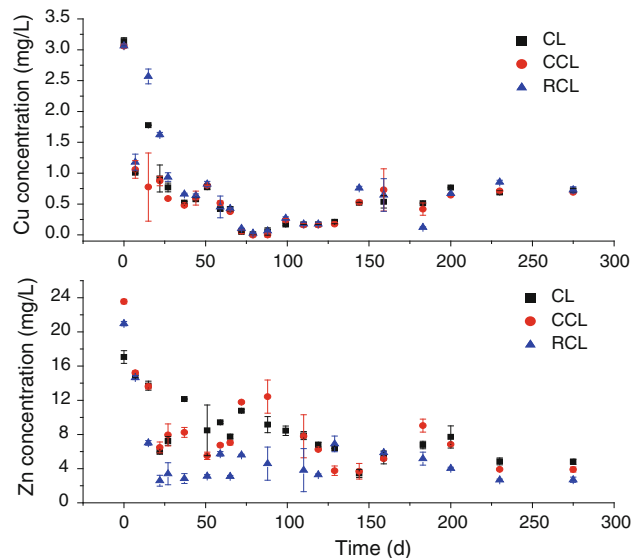 Cu concentration (mg/L)
3.5
3.0
2.5
2.0
1.5
1.0
0.5
0.0
CL
CCL
RCL
0 50 100 150 200 250 300
Zn concentration (mg/L)
24
20
16
12
8
4
0
CL
CCL
RCL
0 50 100 150 200 250 300
Time (d)